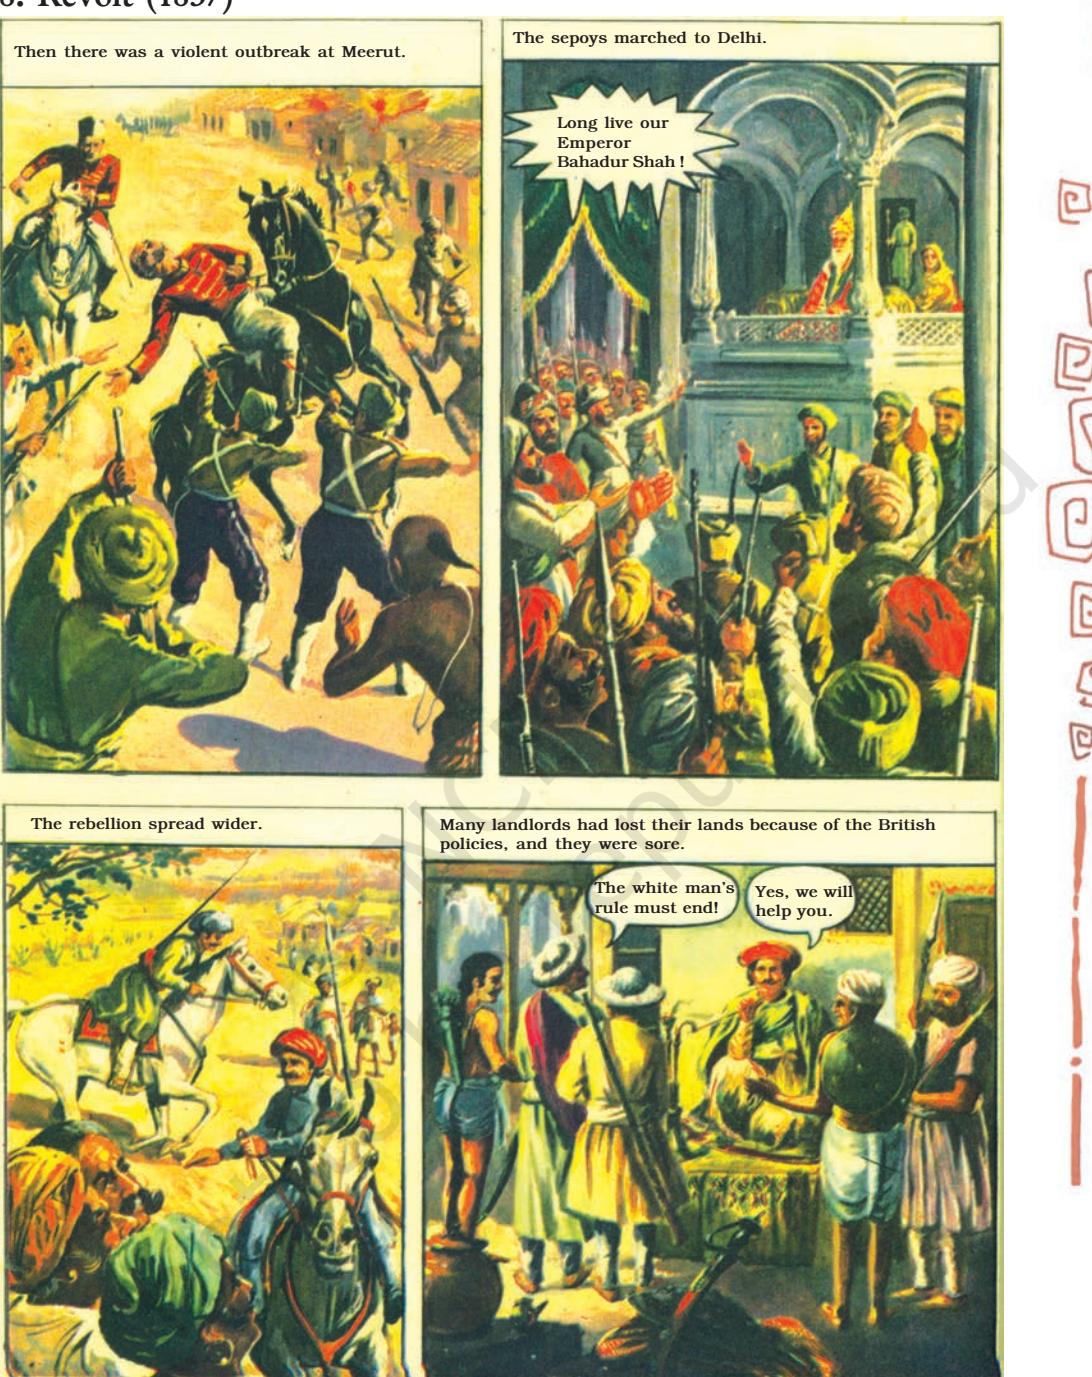 8. Revolt (1857)
Then there was a violent outbreak at Meerut.
The sepoys marched to Delhi.
Long live our
Emperor
Bahadur Shah !
The rebellion spread wider.
Many landlords had lost their lands because of the British
policies, and they were sore.
The white man's
rule must end!
Yes, we will
help you.